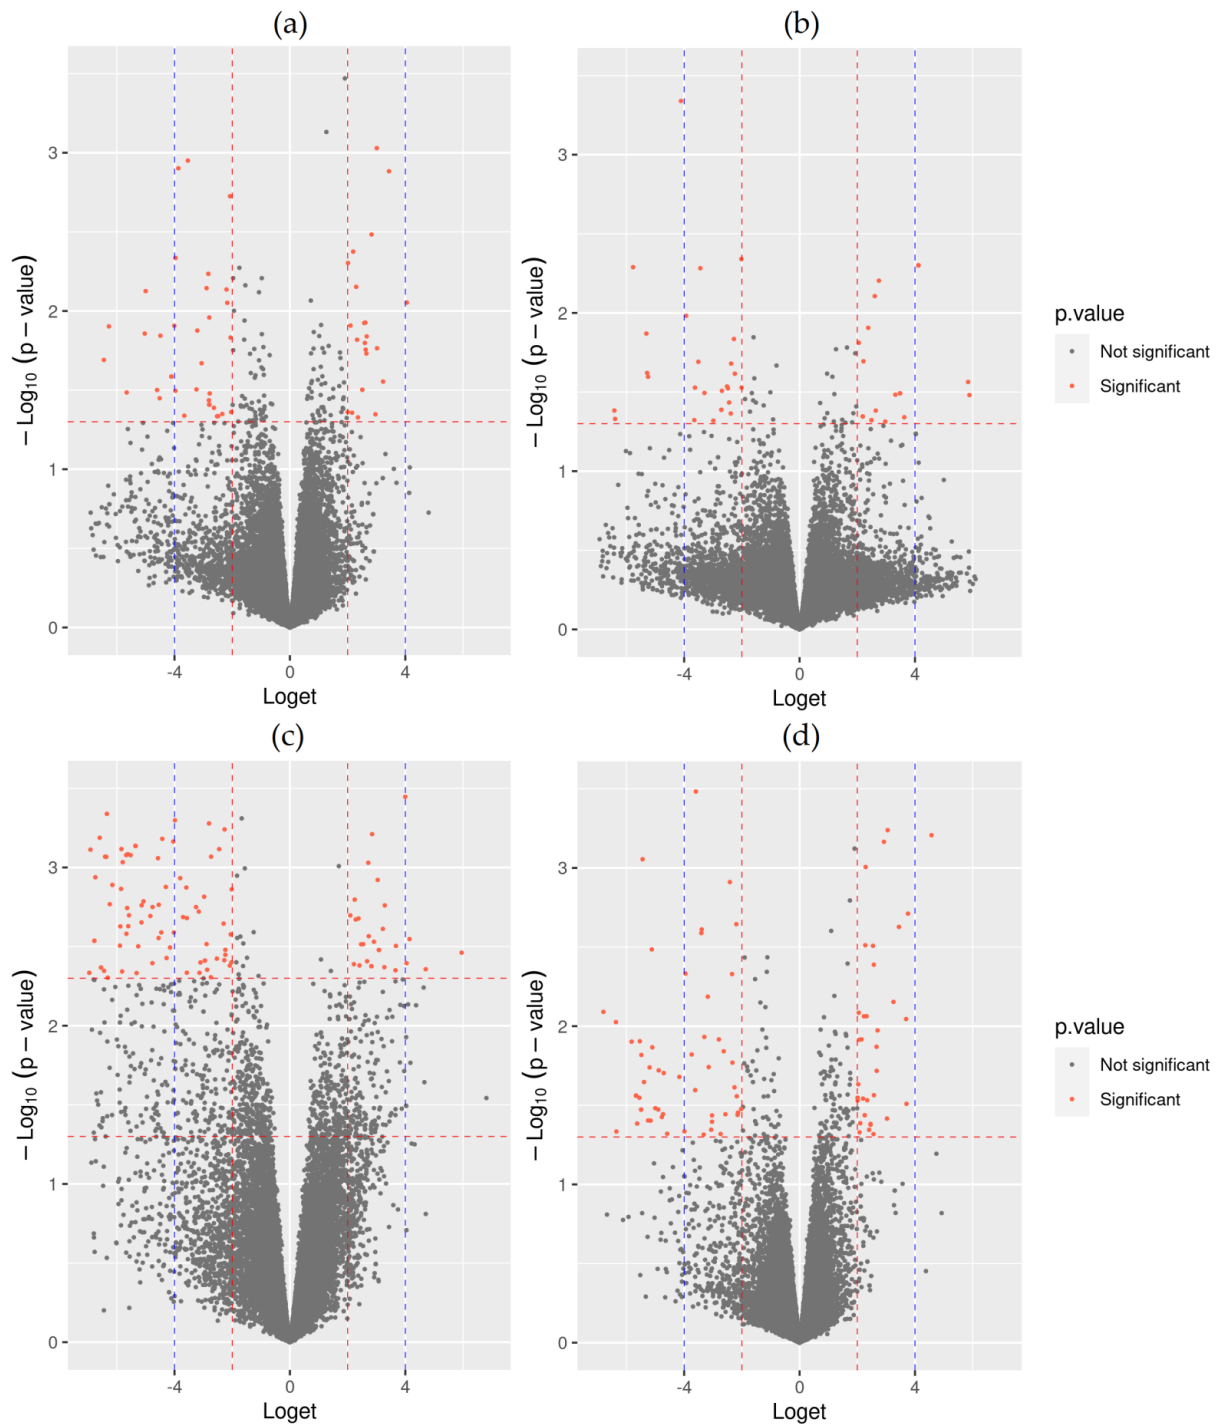 (a)
(b)
3
2
1
0
−Log10 (p − value)
-4
0
4
Loget
3
2
1
0
−Log10 (p − value)
-4
0
4
Loget
p.value
Not significant
Significant
(c)
(d)
3
2
1
0
−Log10 (p − value)
-4
0
4
Loget
3
2
1
0
−Log10 (p − value)
-4
0
4
Loget
p.value
Not significant
Significant